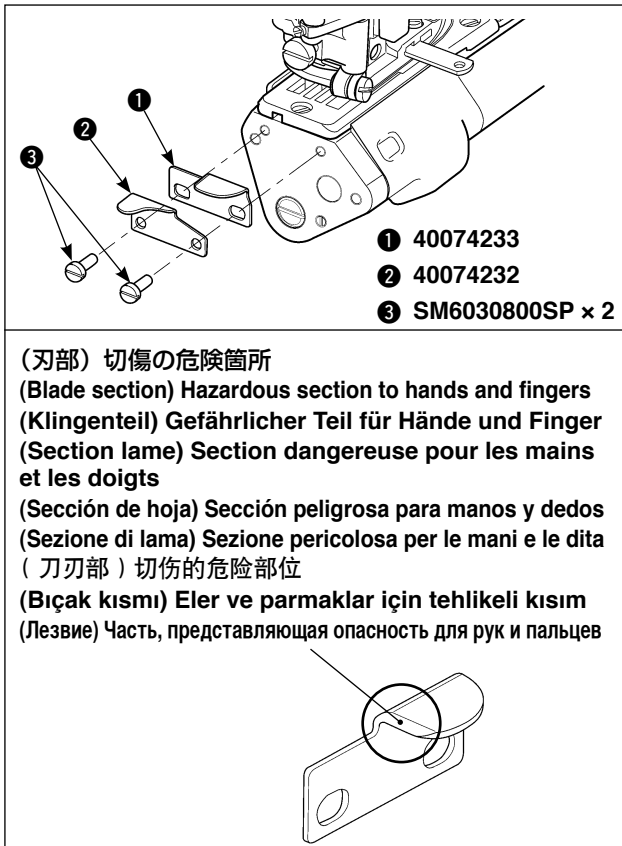 ❶
❷
❸
❶ 40074233
❷ 40074232
❸ SM6030800SP × 2
（刃部）切傷の危険箇所
(Blade section) Hazardous section to hands and fingers
(Klingenteil) Gefährlicher Teil für Hände und Finger
(Section lame) Section dangereuse pour les mains
et les doigts
(Sección de hoja) Sección peligrosa para manos y dedos
(Sezione di lama) Sezione pericolosa per le mani e le dita
( 刀刃部 ) 切伤的危险部位
(Bıçak kısmı) Eler ve parmaklar için tehlikeli kısım
(Лезвие) Часть, представляющая опасность для рук и пальцев